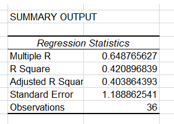 SUMMARY OUTPUT
Regression Statistics
Multiple R 0.648765627
R Square 0.420896839
Adjusted R Squar 0.403864393
Standard Error 1.188862541
Observations 36